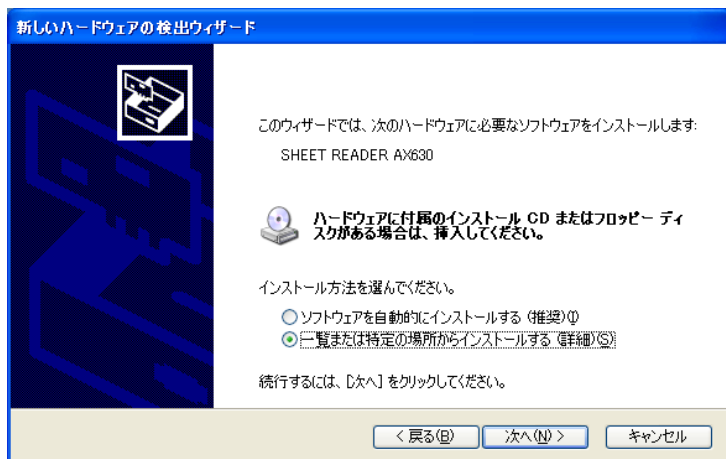 新しいハードウェアの検出ウィザード
このウィザードでは、次のハードウェアに必要なソフトウェアをインストールします:
SHEET READER AX630
ハードウェアに付属のインストール CD またはフロッピー ディ
スクがある場合は、挿入してください。
インストール方法を選んでください。
ソフトウェアを自動的にインストールする (推奨)(I)
一覧または特定の場所からインストールする (詳細)(S)
続行するには、[次へ] をクリックしてください。
< 戻る(B)
次へ(N) >
キャンセル